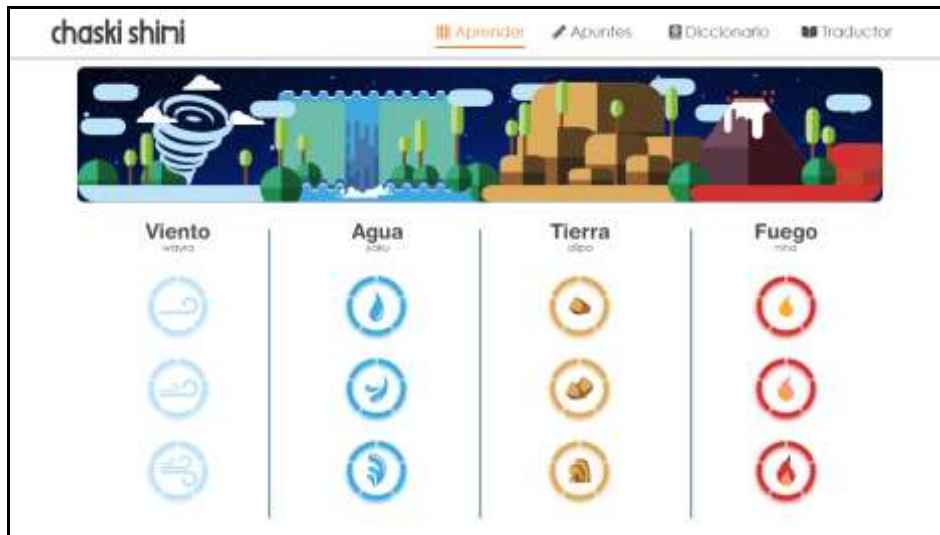 chaski shimi
Aprender Apuntes Diccionario Traductor
Viento Agua Tierra Fuego
wayra yaku allpa nina